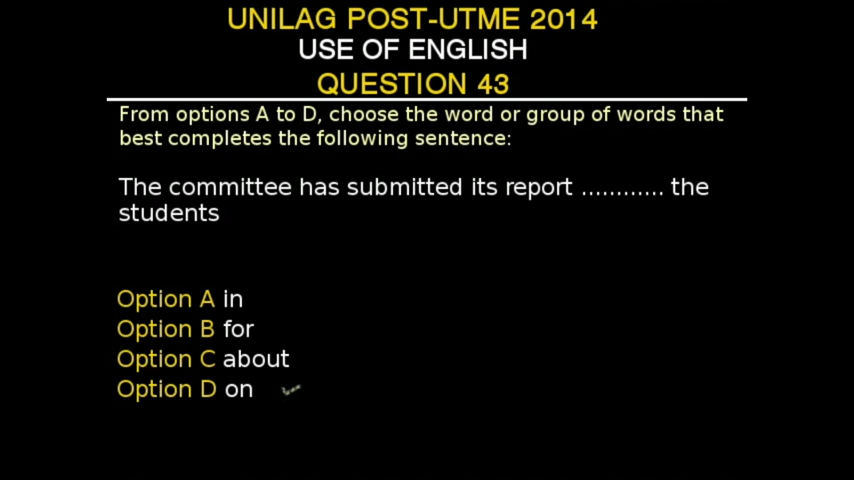 UNILAG POST-UTME 2014
USE OF ENGLISH
QUESTION 43
From options A to D, choose the word or group of words that
best completes the following sentence:
The committee has submitted its report ............ the
students
Option A in
Option B for
Option C about
Option D on